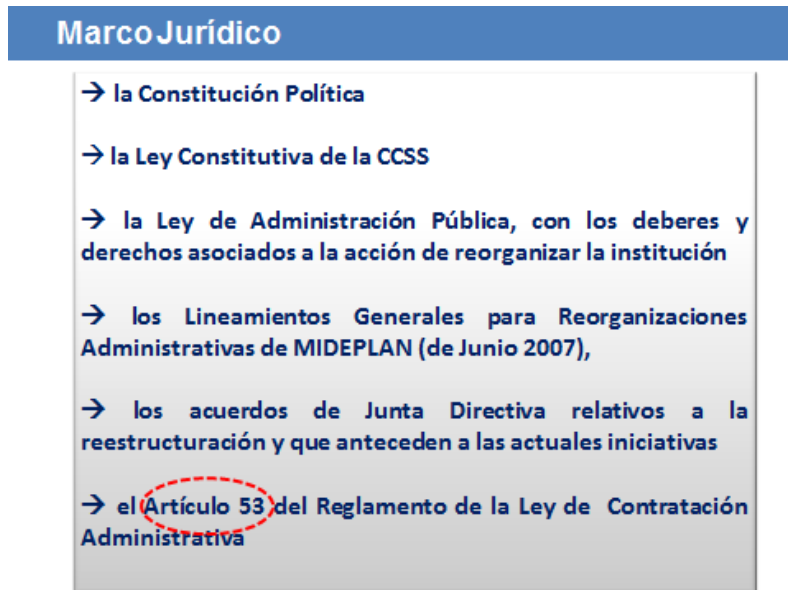 Marco Jurídico
→ la Constitución Política
→ la Ley Constitutiva de la CCSS
→ la Ley de Administración Pública, con los deberes y
derechos asociados a la acción de reorganizar la institución
→ los Lineamientos Generales para Reorganizaciones
Administrativas de MIDEPLAN (de Junio 2007),
→ los acuerdos de Junta Directiva relativos a la
reestructuración y que anteceden a las actuales iniciativas
→ el Artículo 53 del Reglamento de la Ley de Contratación
Administrativa